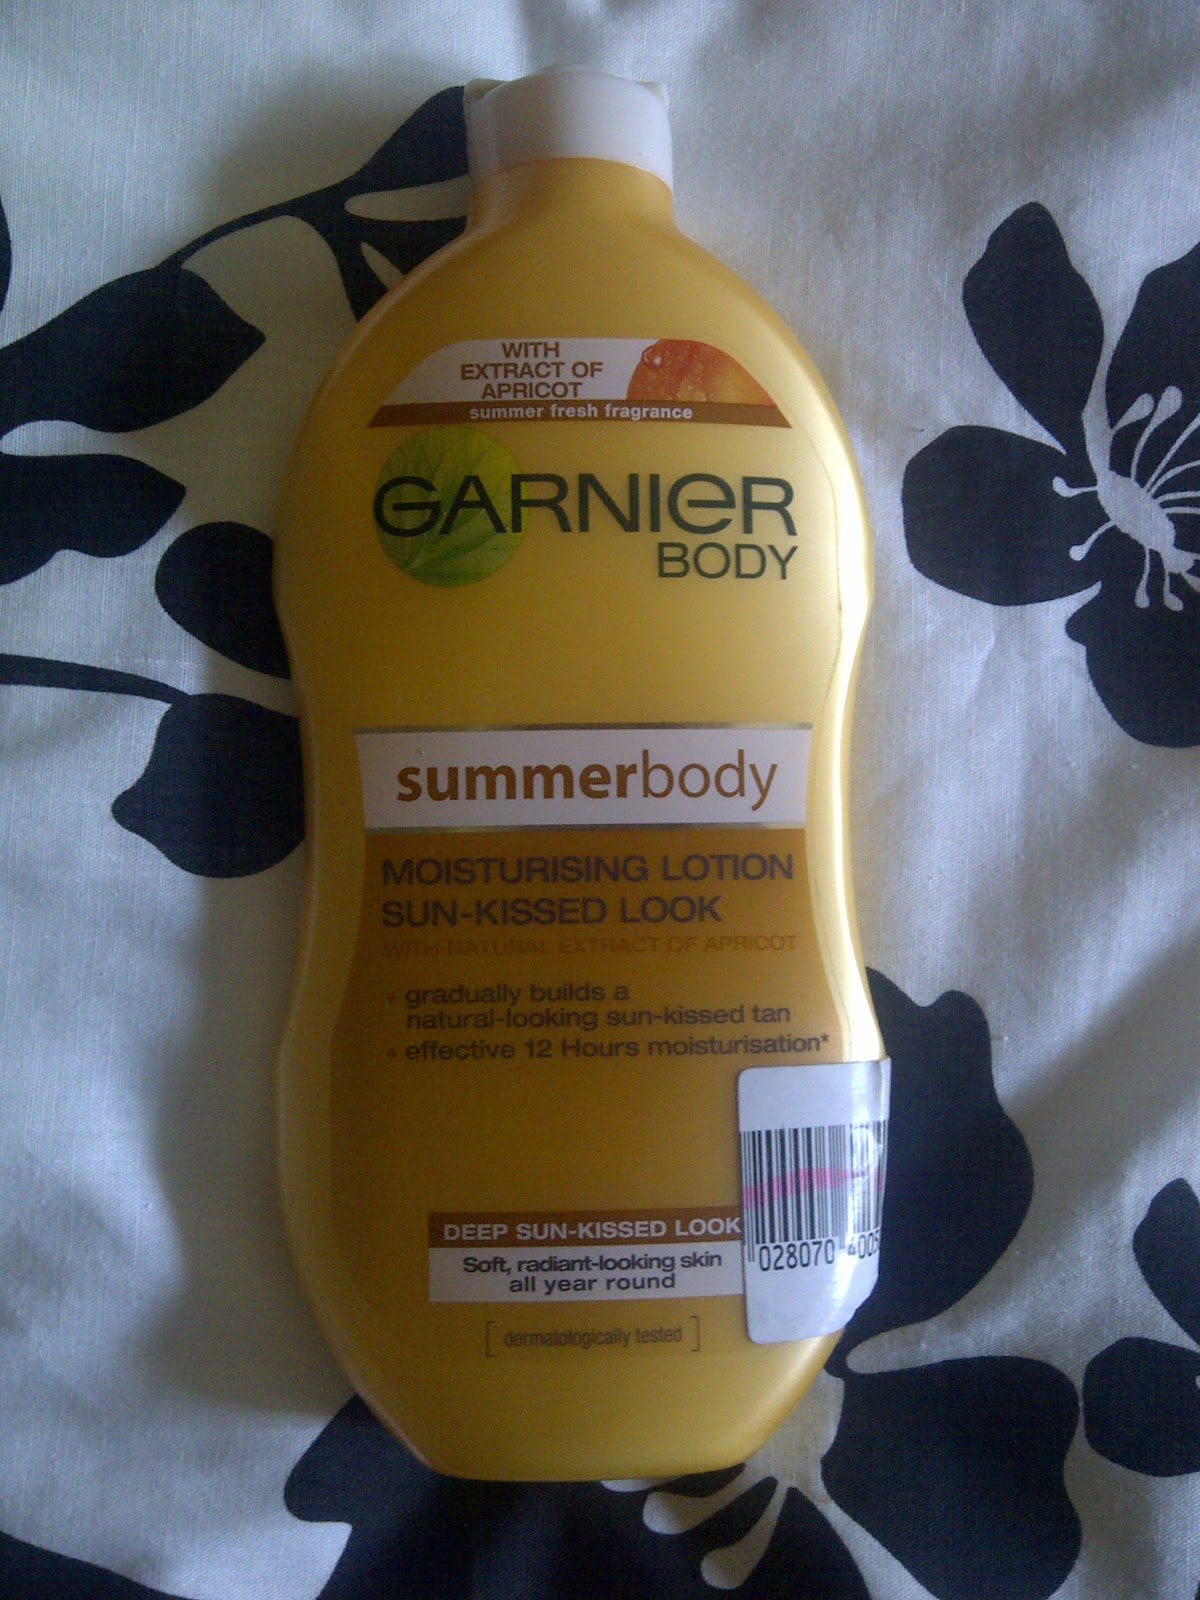 WITH
EXTRACT OF
APRICOT
summer fresh fragrance
GARNIER
BODY
summerbody
MOISTURISING LOTION
SUN-KISSED LOOK
WITH NATURAL EXTRACT OF APRICOT
• gradually builds a
natural-looking sun-kissed tan
• effective 12 Hours moisturisation*
DEEP SUN-KISSED LOOK
Soft, radiant-looking skin
all year round
[ dermatologically tested ]
028070